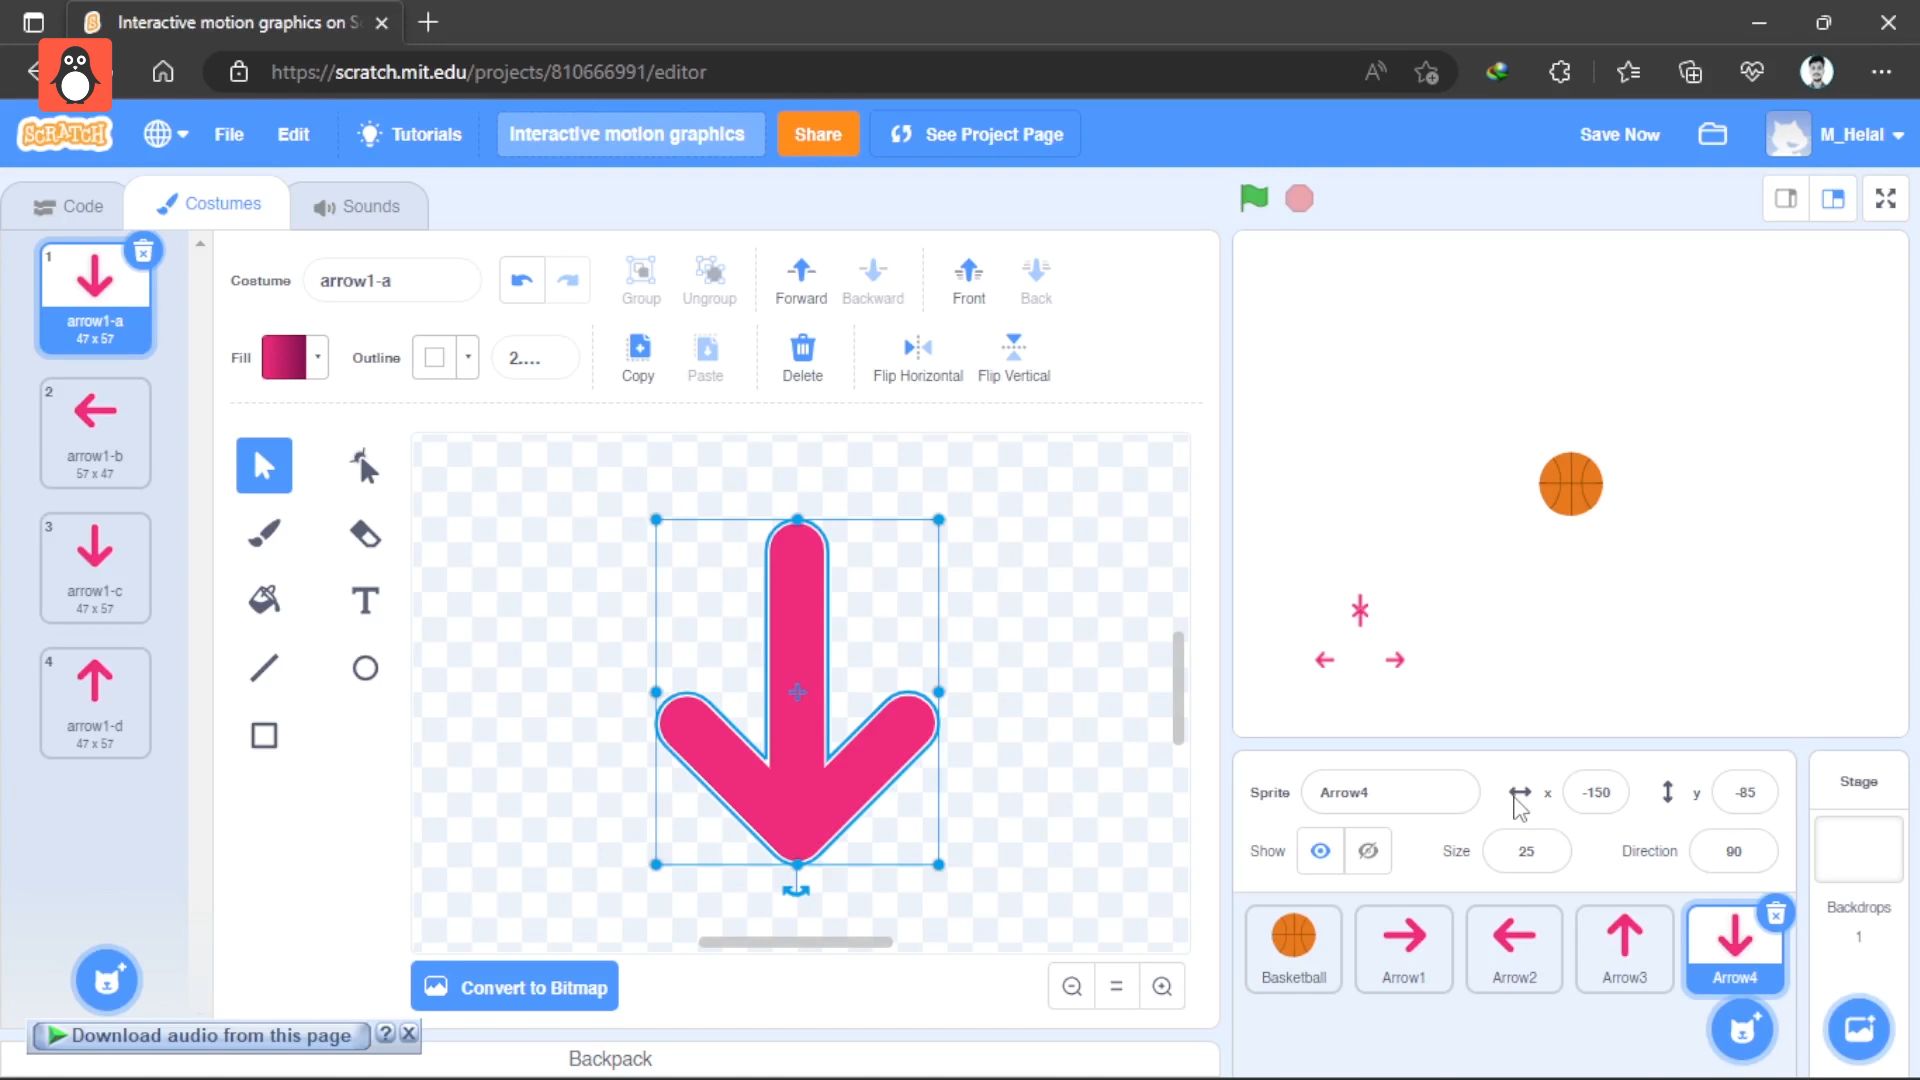 Interactive motion graphics on S
https://scratch.mit.edu/projects/810666991/editor
SCRATCH
File
Edit
Tutorials
Interactive motion graphics
Share
See Project Page
Save Now
M_Helal
Code
Costumes
Sounds
1
arrow1-a
47 x 57
2
arrow1-b
57 x 47
3
arrow1-c
47 x 57
4
arrow1-d
47 x 57
Costume
arrow1-a
Group
Ungroup
Forward
Backward
Front
Back
Fill
Outline
2....
Copy
Paste
Delete
Flip Horizontal
Flip Vertical
T
Convert to Bitmap
Download audio from this page
?
X
Backpack
Sprite
Arrow4
x
-150
y
-85
Show
Size
25
Direction
90
Basketball
Arrow1
Arrow2
Arrow3
Arrow4
Stage
Backdrops
1